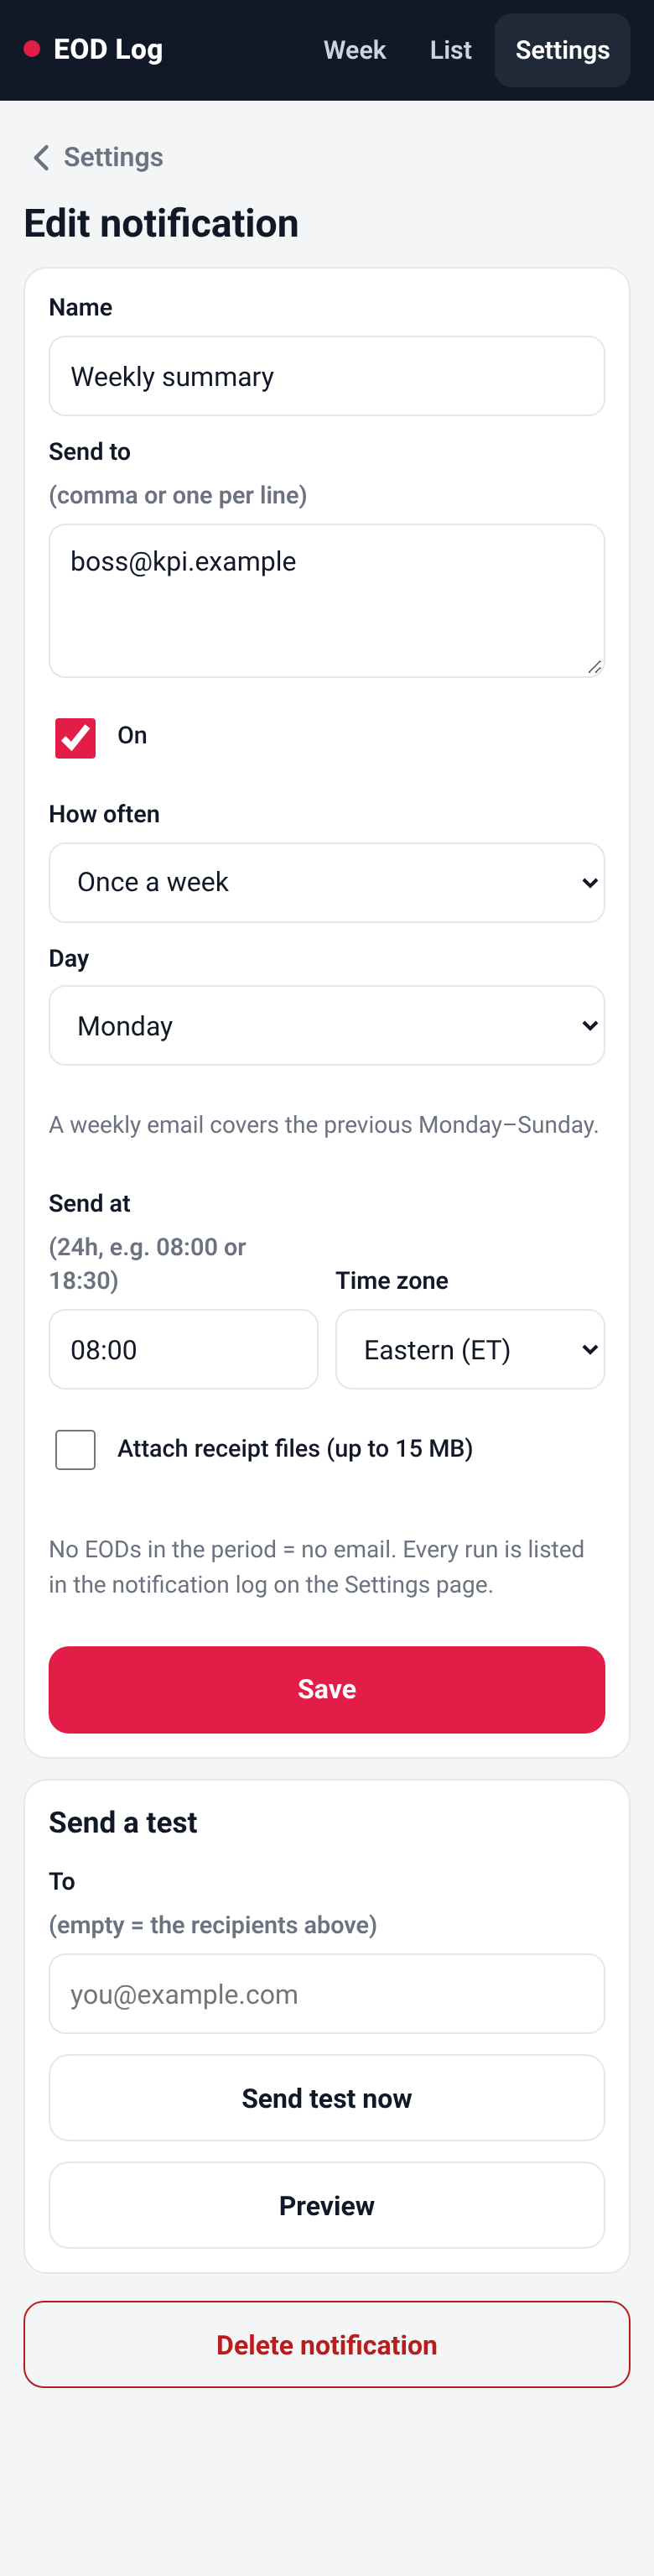 EOD Log
Week
List
Settings
Settings
Edit notification
Name
Weekly summary
Send to
(comma or one per line)
boss@kpi.example
On
How often
Once a week
Day
Monday
A weekly email covers the previous Monday–Sunday.
Send at
(24h, e.g. 08:00 or
18:30)
Time zone
08:00
Eastern (ET)
Attach receipt files (up to 15 MB)
No EODs in the period = no email. Every run is listed
in the notification log on the Settings page.
Save
Send a test
To
(empty = the recipients above)
you@example.com
Send test now
Preview
Delete notification